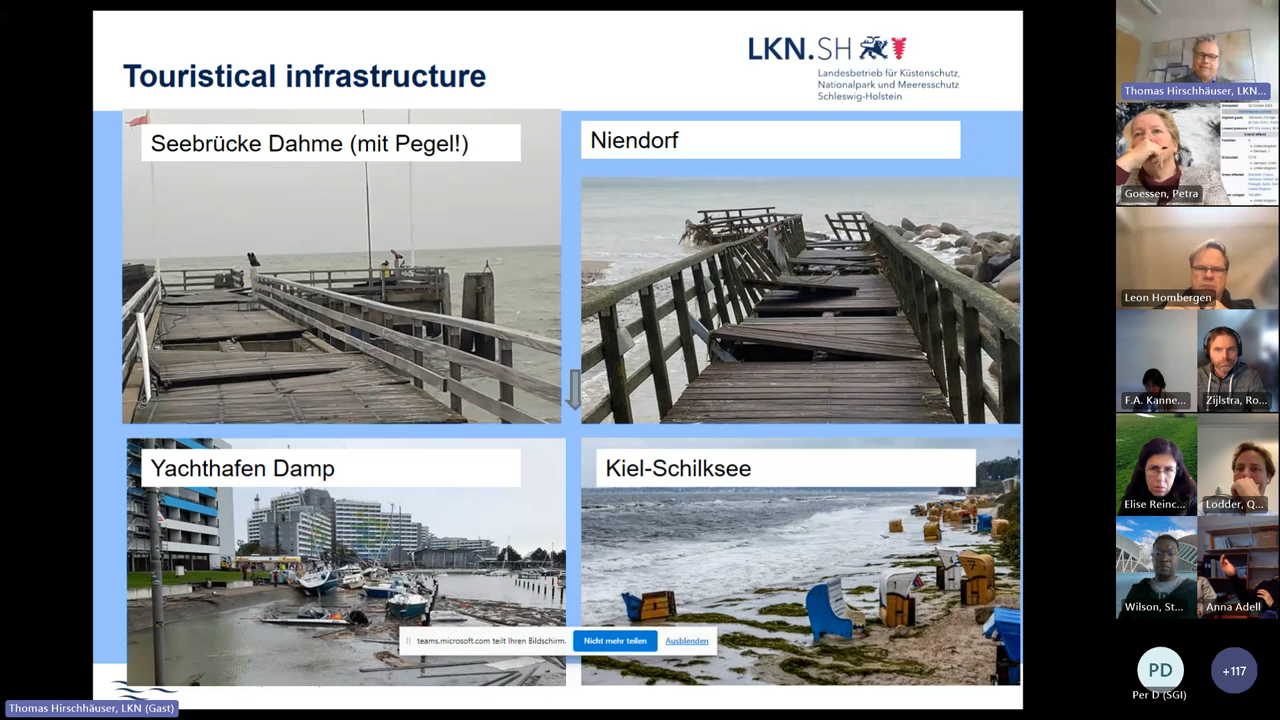 Touristical infrastructure
LKN.SH
Landesbetrieb für Küstenschutz,
Nationalpark und Meeresschutz
Schleswig-Holstein
Seebrücke Dahme (mit Pegel!)
Niendorf
Yachthafen Damp
Kiel-Schilksee
teams.microsoft.com teilt Ihren Bildschirm.
Nicht mehr teilen
Ausblenden
Thomas Hirschhäuser, LKN (Gast)
Thomas Hirschhäuser, LKN...
Goessen, Petra
Leon Hombergen
F.A. Kanne...
Zijlstra, Ro...
Elise Reinc...
Lodder, Q...
Wilson, St...
Anna Adell
PD
+117
Per D (SGI)